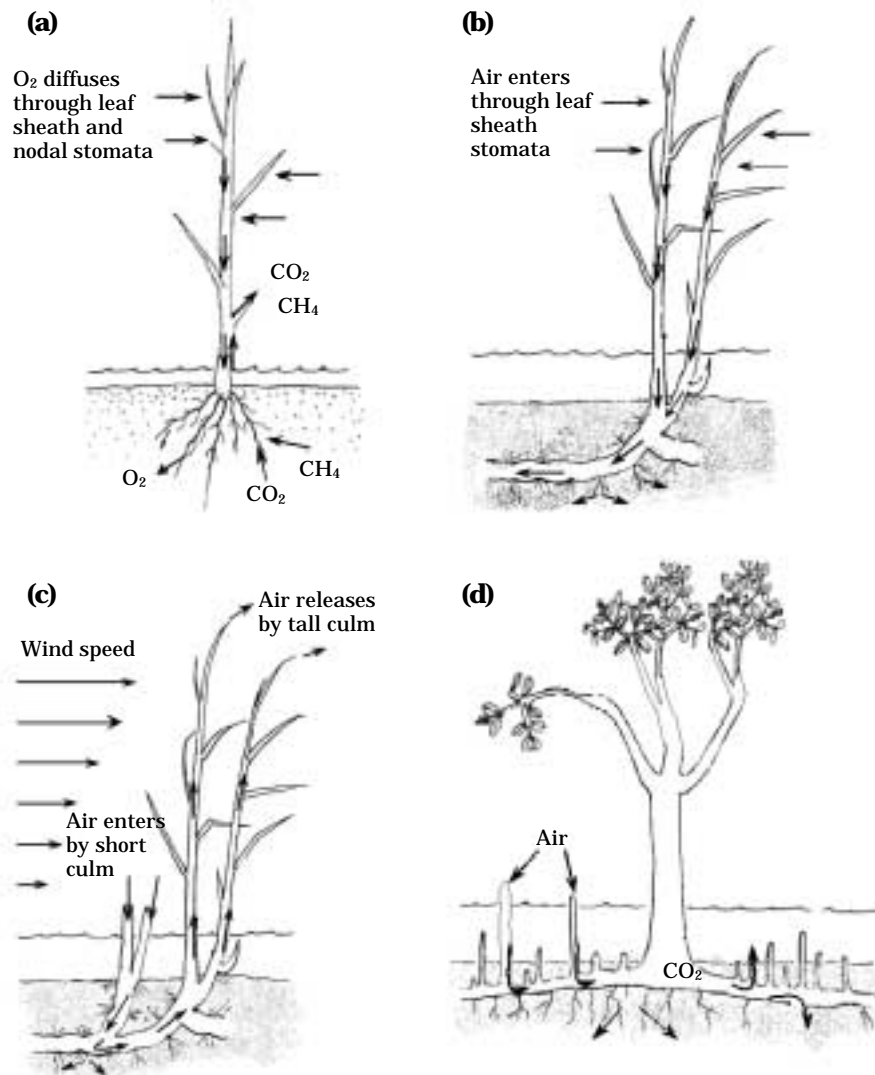 (a)
O₂ diffuses
through leaf
sheath and
nodal stomata
CO₂
CH₄
O₂
CO₂
CH₄
(b)
Air enters
through leaf
sheath
stomata
(c)
Wind speed
Air releases
by tall culm
Air enters
by short
culm
(d)
Air
CO₂